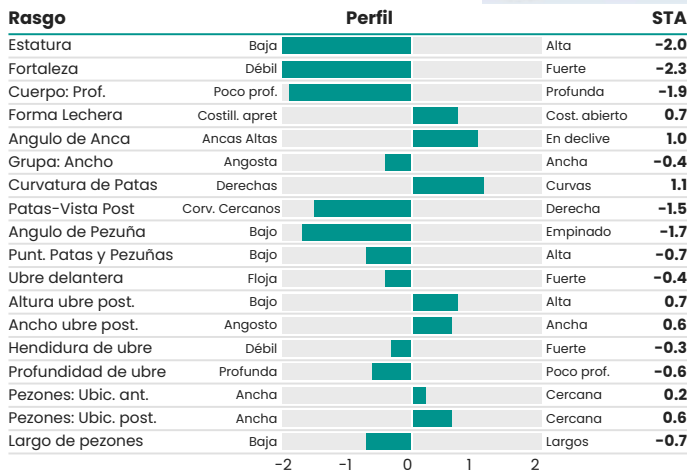 Rasgo Perfil STA
Estatura Baja Alta -2.0
Fortaleza Débil Fuerte -2.3
Cuerpo: Prof. Poco prof. Profunda -1.9
Forma Lechera Costill. apret Cost. abierto 0.7
Angulo de Anca Ancas Altas En declive 1.0
Grupa: Ancho Angosta Ancha -0.4
Curvatura de Patas Derechas Curvas 1.1
Patas-Vista Post Corv. Cercanos Derecha -1.5
Angulo de Pezuña Bajo Empinado -1.7
Punt. Patas y Pezuñas Bajo Alta -0.7
Ubre delantera Floja Fuerte -0.4
Altura ubre post. Bajo Alta 0.7
Ancho ubre post. Angosto Ancha 0.6
Hendidura de ubre Débil Fuerte -0.3
Profundidad de ubre Profunda Poco prof. -0.6
Pezones: Ubic. ant. Ancha Cercana 0.2
Pezones: Ubic. post. Ancha Cercana 0.6
Largo de pezones Baja Largos -0.7
-2 -1 0 1 2